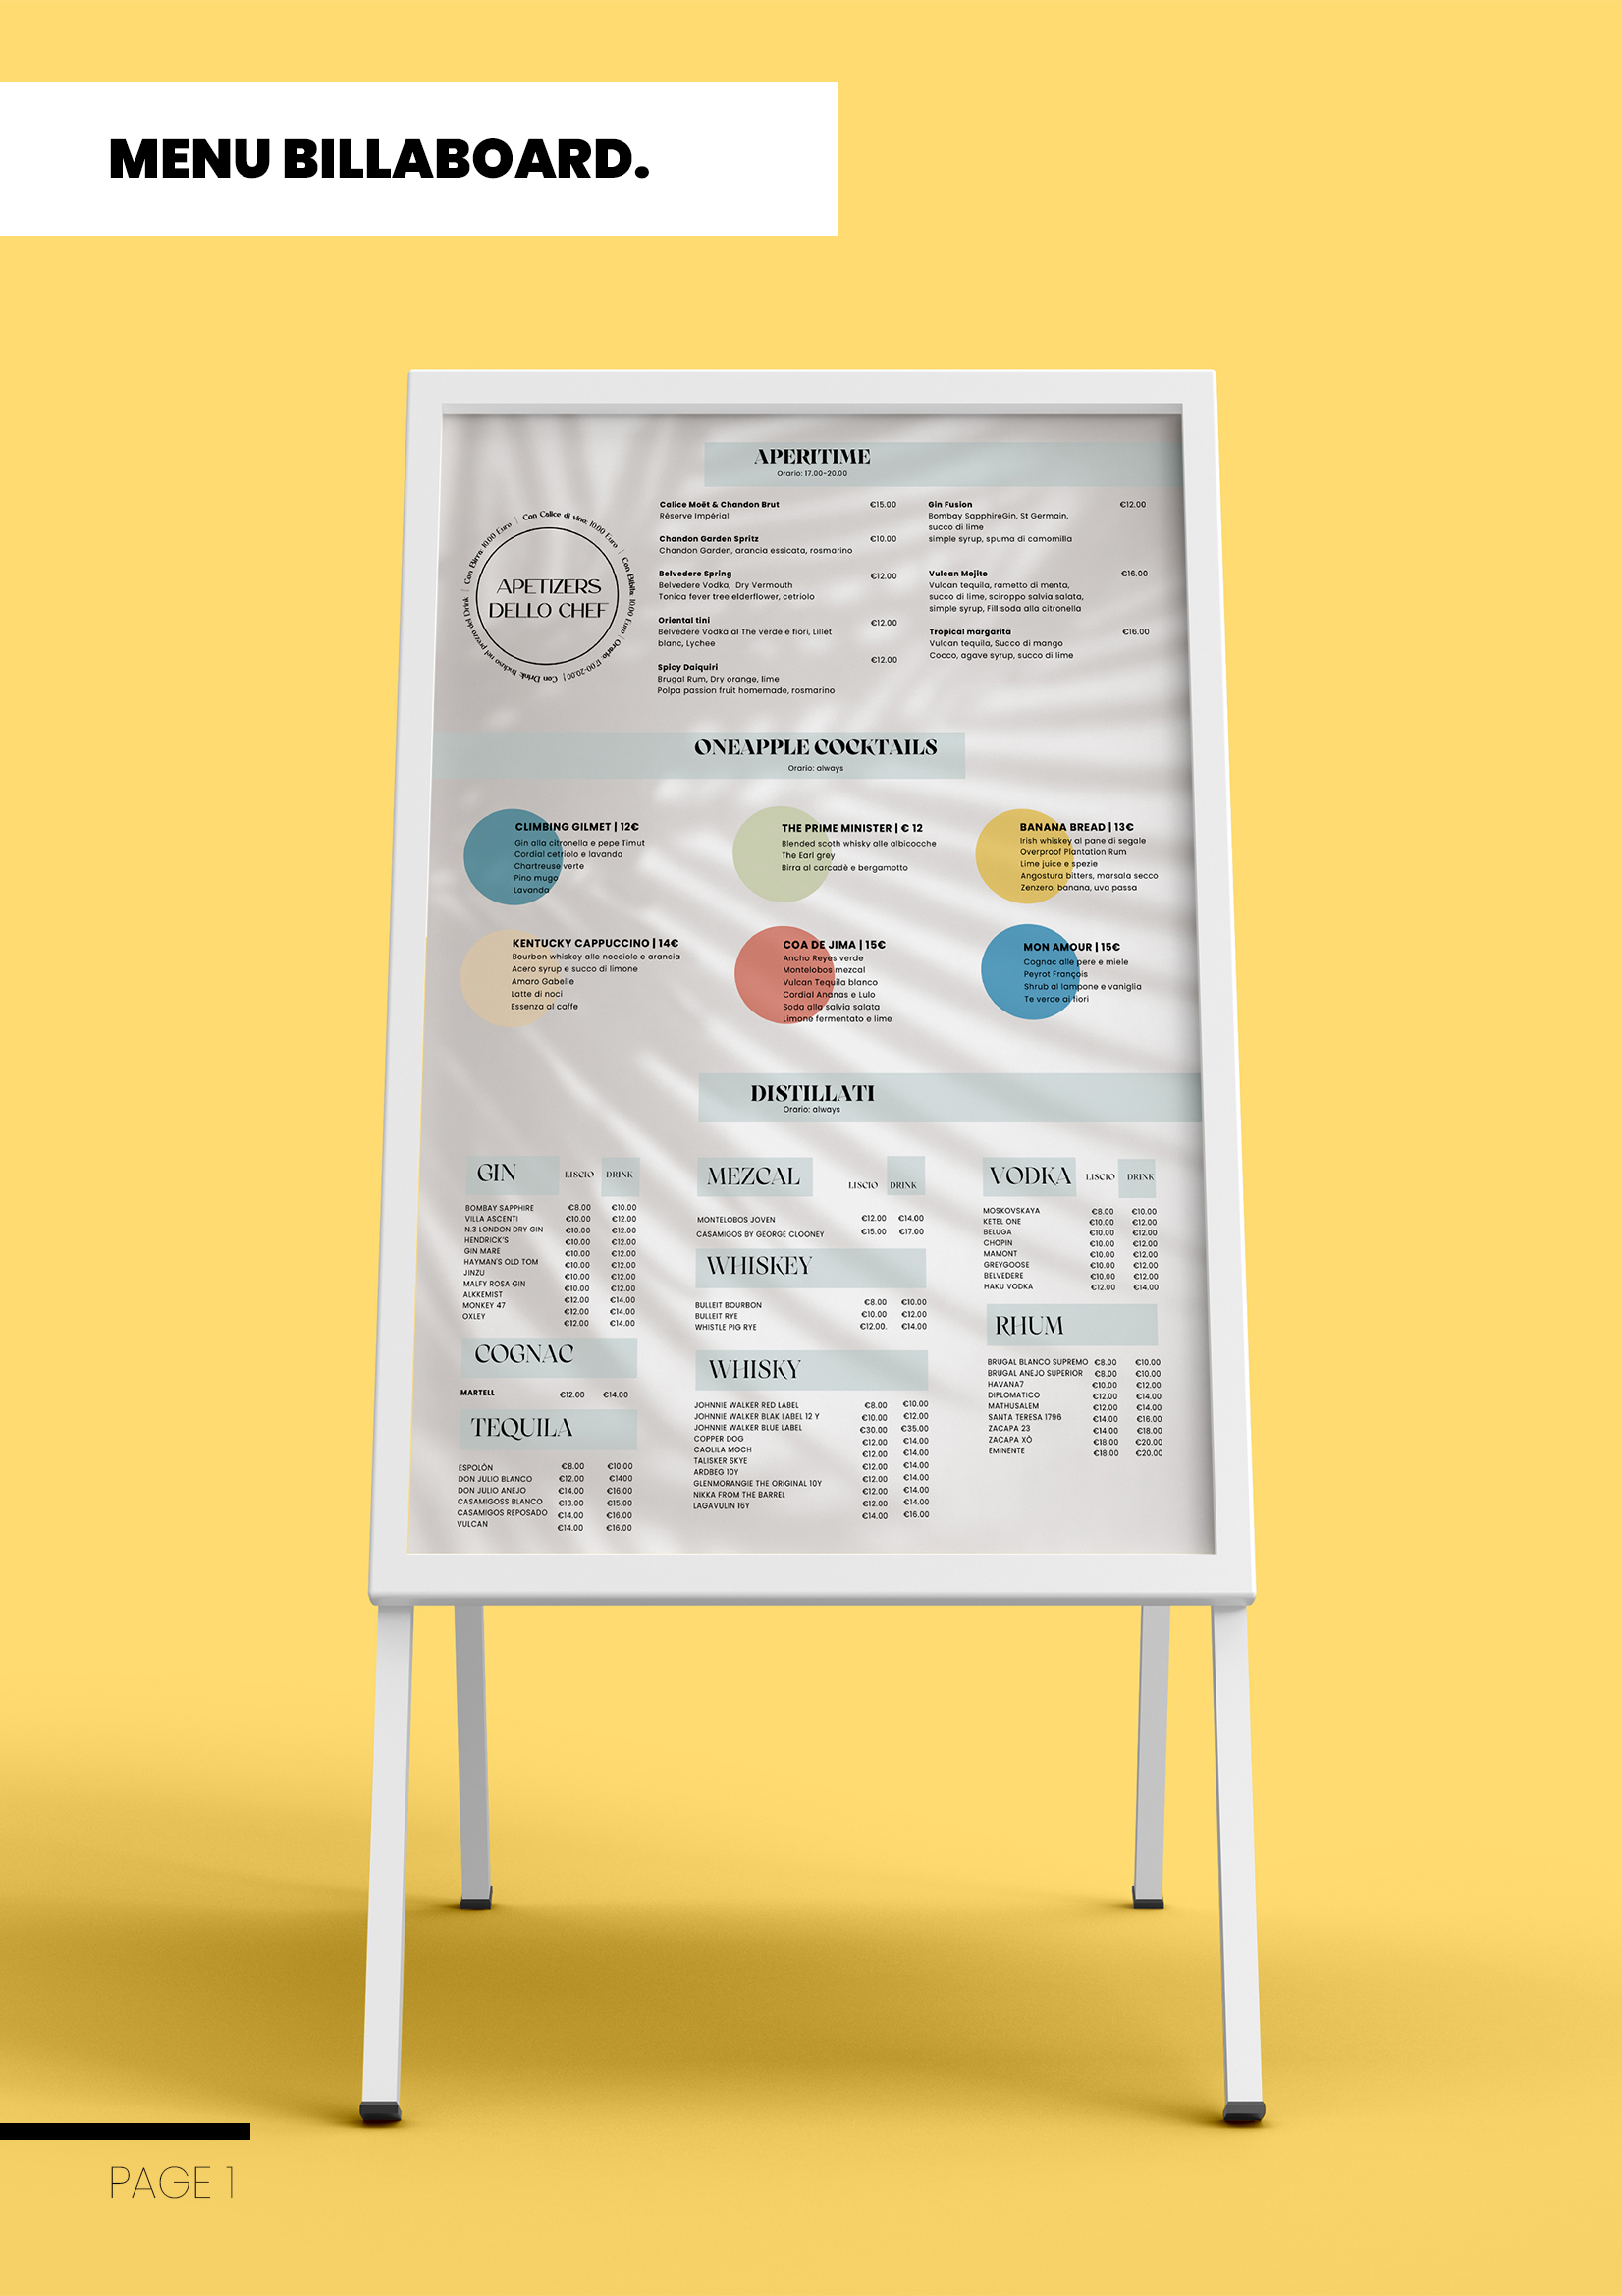 MENU BILLABOARD.
APERITIME
Orario: 17.00-20.00
Con Birra: 10.00 Euro | Con Calice di vino: 10.00 Euro | Con Bibita: 10.00 Euro | Orario: 17.00-20.00 | Con Drink: Incluso nel prezzo del Drink |
APETIZERS
DELLO CHEF
Calice Moët & Chandon Brut €15.00
Réserve Impérial
Chandon Garden Spritz €10.00
Chandon Garden, arancia essicata, rosmarino
Belvedere Spring €12.00
Belvedere Vodka, Dry Vermouth
Tonica fever tree elderflower, cetriolo
Oriental tini €12.00
Belvedere Vodka al The verde e fiori, Lillet
blanc, Lychee
Spicy Daiquiri €12.00
Brugal Rum, Dry orange, lime
Polpa passion fruit homemade, rosmarino
Gin Fusion €12.00
Bombay SapphireGin, St Germain,
succo di lime
simple syrup, spuma di camomilla
Vulcan Mojito €16.00
Vulcan tequila, rametto di menta,
succo di lime, sciroppo salvia salata,
simple syrup, Fill soda alla citronella
Tropical margarita €16.00
Vulcan tequila, Succo di mango
Cocco, agave syrup, succo di lime
ONEAPPLE COCKTAILS
Orario: always
CLIMBING GILMET | 12€
Gin alla citronella e pepe Timut
Cordial cetriolo e lavanda
Chartreuse verte
Pino mugo
Lavanda
THE PRIME MINISTER | € 12
Blended scoth whisky alle albicocche
The Earl grey
Birra al carcadè e bergamotto
BANANA BREAD | 13€
Irish whiskey al pane di segale
Overproof Plantation Rum
Lime juice e spezie
Angostura bitters, marsala secco
Zenzero, banana, uva passa
KENTUCKY CAPPUCCINO | 14€
Bourbon whiskey alle nocciole e arancia
Acero syrup e succo di limone
Amaro Gabelle
Latte di noci
Essenza al caffe
COA DE JIMA | 15€
Ancho Reyes verde
Montelobos mezcal
Vulcan Tequila blanco
Cordial Ananas e Lulo
Soda alla salvia salata
Limone fermentato e lime
MON AMOUR | 15€
Cognac alle pere e miele
Peyrot François
Shrub al lampone e vaniglia
Te verde ai fiori
DISTILLATI
Orario: always
GIN LISCIO DRINK
BOMBAY SAPPHIRE €8.00 €10.00
VILLA ASCENTI €10.00 €12.00
N.3 LONDON DRY GIN €10.00 €12.00
HENDRICK'S €10.00 €12.00
GIN MARE €10.00 €12.00
HAYMAN'S OLD TOM €10.00 €12.00
JINZU €10.00 €12.00
MALFY ROSA GIN €10.00 €12.00
ALKKEMIST €12.00 €14.00
MONKEY 47 €12.00 €14.00
OXLEY €12.00 €14.00
COGNAC
MARTELL €12.00 €14.00
TEQUILA
ESPOLÒN €8.00 €10.00
DON JULIO BLANCO €12.00 €1400
DON JULIO ANEJO €14.00 €16.00
CASAMIGOSS BLANCO €13.00 €15.00
CASAMIGOS REPOSADO €14.00 €16.00
VULCAN €14.00 €16.00
MEZCAL LISCIO DRINK
MONTELOBOS JOVEN €12.00 €14.00
CASAMIGOS BY GEORGE CLOONEY €15.00 €17.00
WHISKEY
BULLEIT BOURBON €8.00 €10.00
BULLEIT RYE €10.00 €12.00
WHISTLE PIG RYE €12.00. €14.00
WHISKY
JOHNNIE WALKER RED LABEL €8.00 €10.00
JOHNNIE WALKER BLAK LABEL 12 Y €10.00 €12.00
JOHNNIE WALKER BLUE LABEL €30.00 €35.00
COPPER DOG €12.00 €14.00
CAOLILA MOCH €12.00 €14.00
TALISKER SKYE €12.00 €14.00
ARDBEG 10Y €12.00 €14.00
GLENMORANGIE THE ORIGINAL 10Y €12.00 €14.00
NIKKA FROM THE BARREL €12.00 €14.00
LAGAVULIN 16Y €14.00 €16.00
VODKA LISCIO DRINK
MOSKOVSKAYA €8.00 €10.00
KETEL ONE €10.00 €12.00
BELUGA €10.00 €12.00
CHOPIN €10.00 €12.00
MAMONT €10.00 €12.00
GREYGOOSE €10.00 €12.00
BELVEDERE €10.00 €12.00
HAKU VODKA €12.00 €14.00
RHUM
BRUGAL BLANCO SUPREMO €8.00 €10.00
BRUGAL ANEJO SUPERIOR €8.00 €10.00
HAVANA7 €10.00 €12.00
DIPLOMATICO €12.00 €14.00
MATHUSALEM €12.00 €14.00
SANTA TERESA 1796 €14.00 €16.00
ZACAPA 23 €14.00 €18.00
ZACAPA XÒ €18.00 €20.00
EMINENTE €18.00 €20.00
PAGE 1